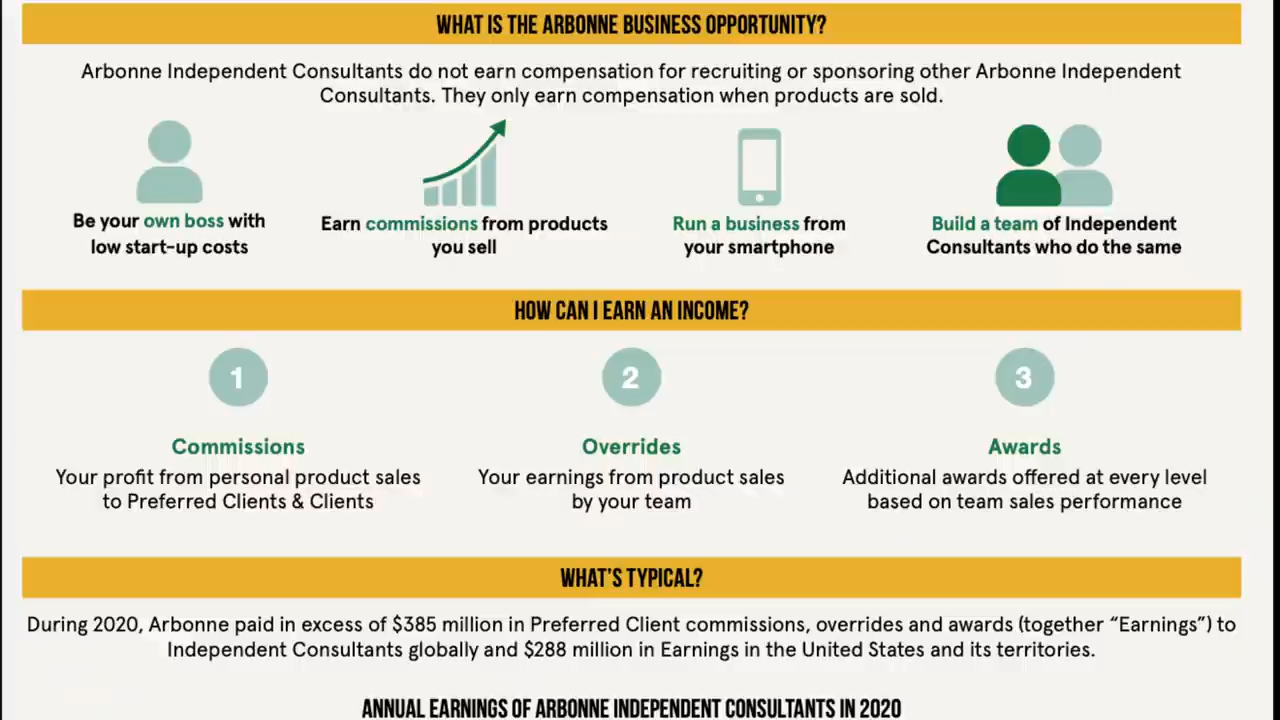 WHAT IS THE ARBONNE BUSINESS OPPORTUNITY?
Arbonne Independent Consultants do not earn compensation for recruiting or sponsoring other Arbonne Independent
Consultants. They only earn compensation when products are sold.
Be your own boss with
low start-up costs
Earn commissions from products
you sell
Run a business from
your smartphone
Build a team of Independent
Consultants who do the same
HOW CAN I EARN AN INCOME?
1
Commissions
Your profit from personal product sales
to Preferred Clients & Clients
2
Overrides
Your earnings from product sales
by your team
3
Awards
Additional awards offered at every level
based on team sales performance
WHAT'S TYPICAL?
During 2020, Arbonne paid in excess of $385 million in Preferred Client commissions, overrides and awards (together “Earnings”) to
Independent Consultants globally and $288 million in Earnings in the United States and its territories.
ANNUAL EARNINGS OF ARBONNE INDEPENDENT CONSULTANTS IN 2020